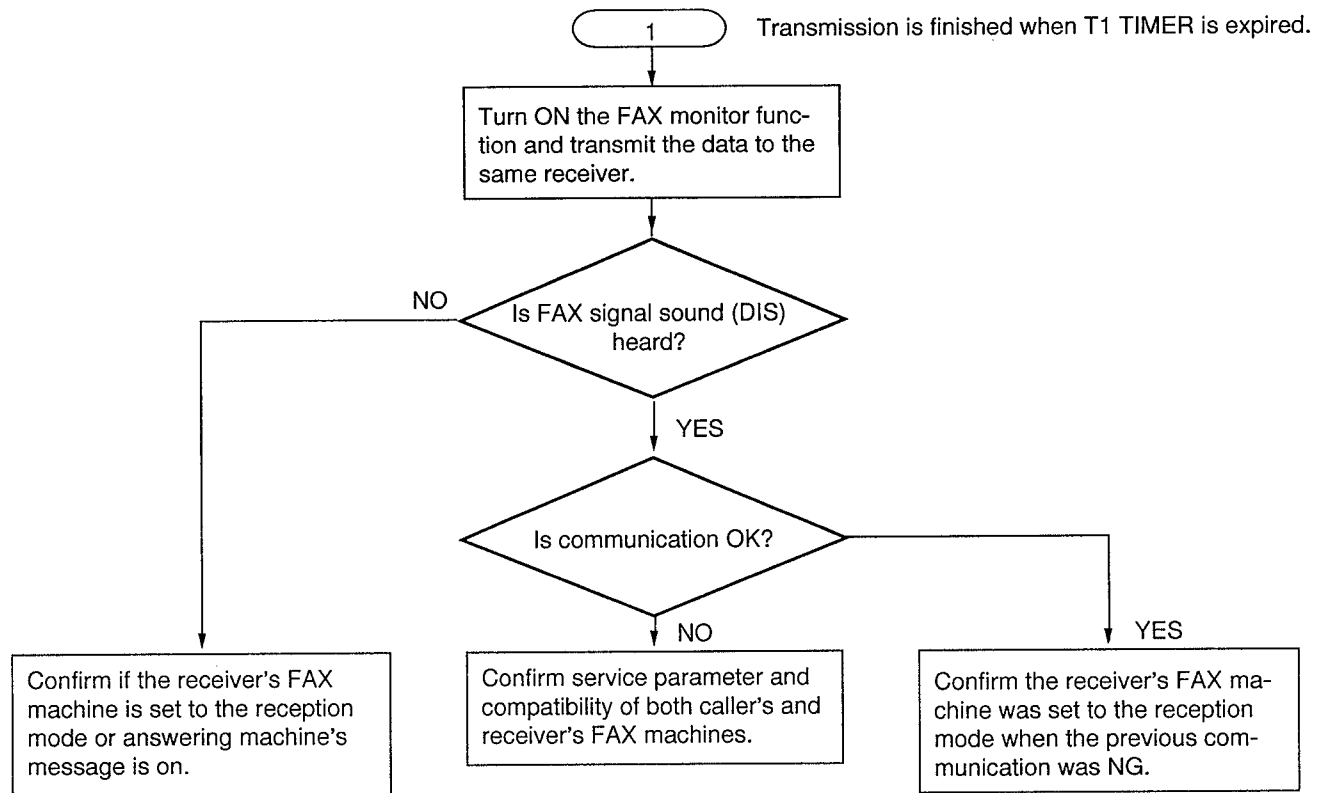 1
Transmission is finished when T1 TIMER is expired.
Turn ON the FAX monitor func-
tion and transmit the data to the
same receiver.
Is FAX signal sound (DIS)
heard?
NO
YES
Is communication OK?
NO
YES
Confirm if the receiver's FAX
machine is set to the reception
mode or answering machine's
message is on.
Confirm service parameter and
compatibility of both caller's and
receiver's FAX machines.
Confirm the receiver's FAX ma-
chine was set to the reception
mode when the previous com-
munication was NG.